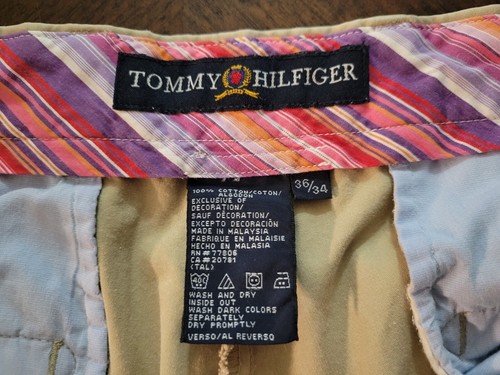 TOMMY HILFIGER
36/34
100% COTTON/COTON/
ALGODON
EXCLUSIVE OF
DECORATION/
SAUF DÉCORATION/
EXCEPTO DECORACIÓN
MADE IN MALAYSIA
FABRIQUE EN MALAISIE
HECHO EN MALASIA
RN# 77806
CA# 20781
(TAL)
WASH AND DRY
INSIDE OUT
WASH DARK COLORS
SEPARATELY
DRY PROMPTLY
VERSO/AL REVERSO